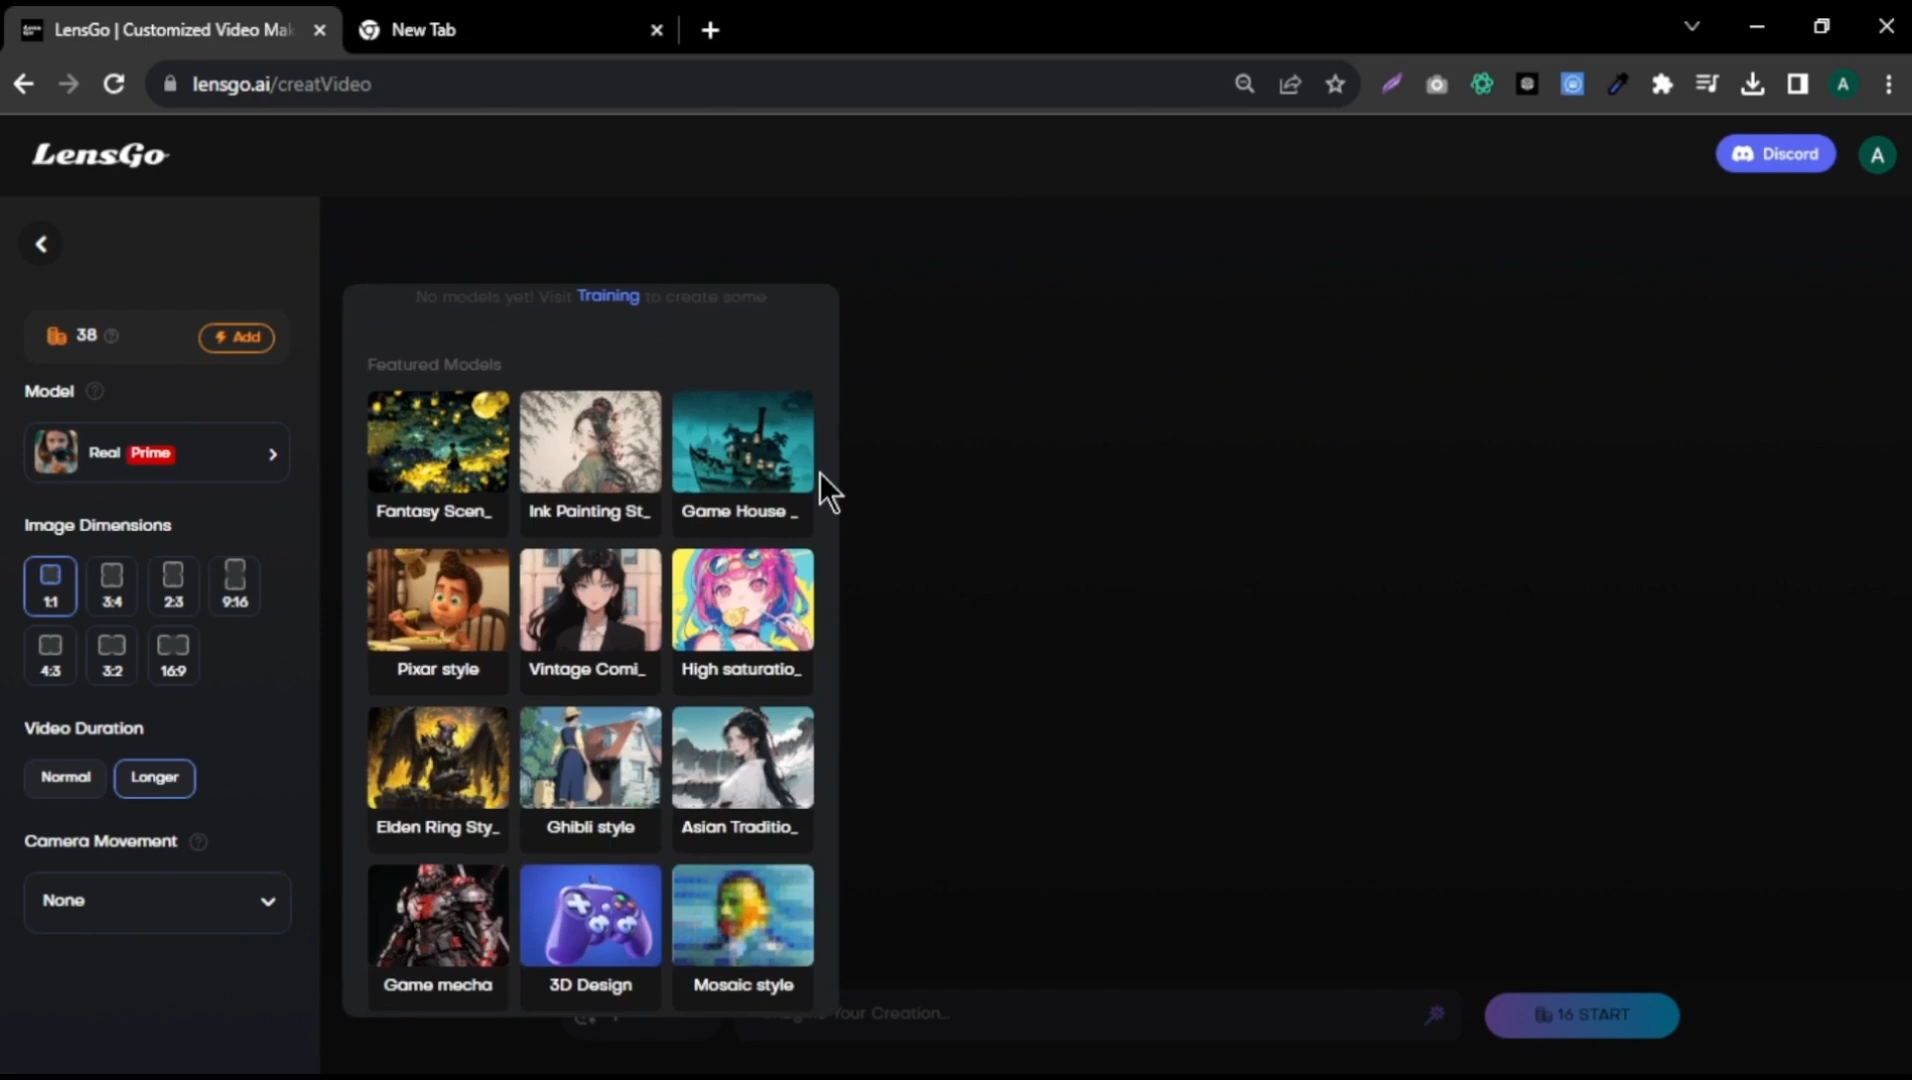 LensGo | Customized Video Mak
New Tab
lensgo.ai/creatVideo
A
LensGo
Discord
A
38
Add
Model
Real Prime
Image Dimensions
1:1 3:4 2:3 9:16
4:3 3:2 16:9
Video Duration
Normal Longer
Camera Movement
None
No models yet! Visit Training to create some
Featured Models
Fantasy Scen_ Ink Painting St_ Game House _
Pixar style Vintage Comi_ High saturatio_
Elden Ring Sty_ Ghibli style Asian Traditio_
Game mecha 3D Design Mosaic style
Your Creation...
16 START